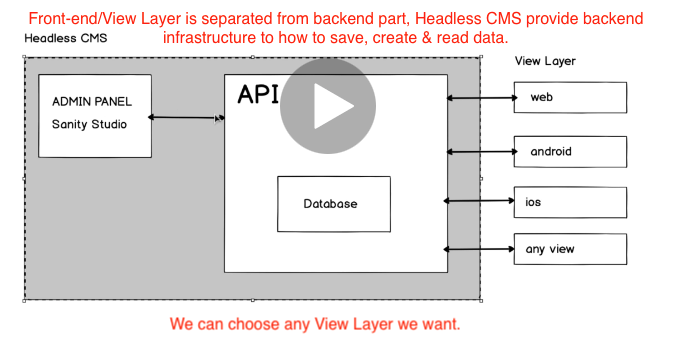 Front-end/View Layer is separated from backend part, Headless CMS provide backend
infrastructure to how to save, create & read data.
Headless CMS
View Layer
ADMIN PANEL
Sanity Studio
API
Database
web
android
ios
any view
We can choose any View Layer we want.